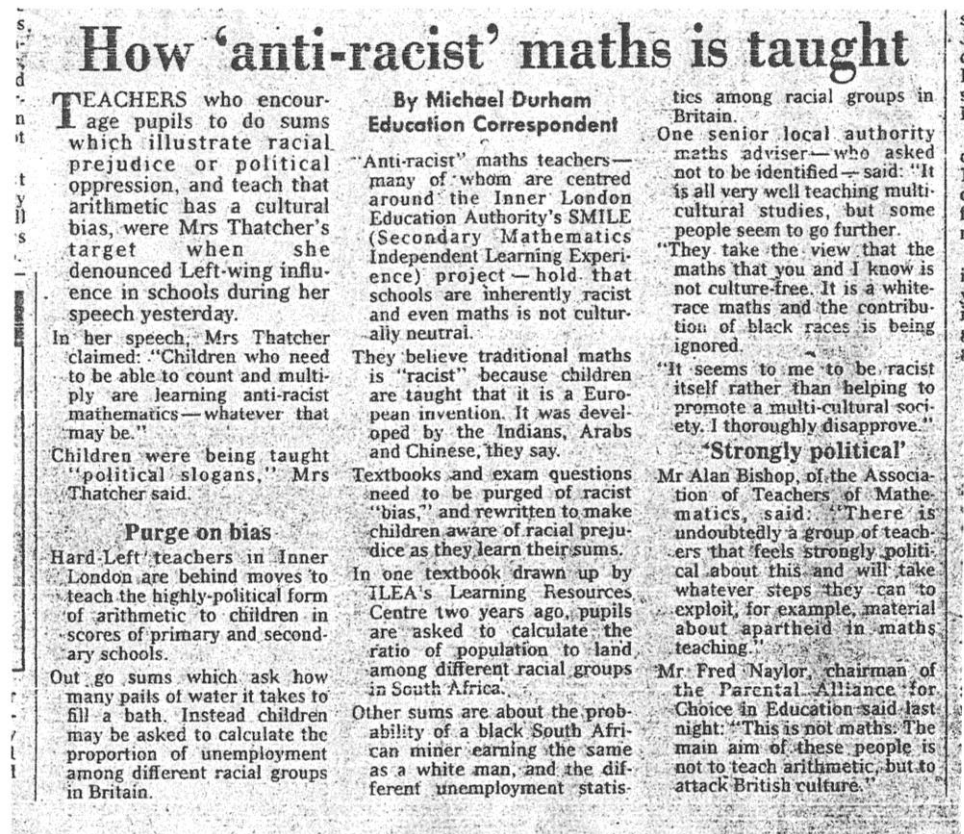 How 'anti-racist' maths is taught
TEACHERS who encour-
age pupils to do sums
which illustrate racial
prejudice or political
oppression, and teach that
arithmetic has a cultural
bias, were Mrs Thatcher's
target when she
denounced Left-wing influ-
ence in schools during her
speech yesterday.
In her speech, Mrs Thatcher
claimed: "Children who need
to be able to count and multi-
ply are learning anti-racist
mathematics—whatever that
may be."
Children were being taught
"political slogans," Mrs
Thatcher said.
Purge on bias
Hard-Left teachers in Inner
London are behind moves to
teach the highly-political form
of arithmetic to children in
scores of primary and second-
ary schools.
Out go sums which ask how
many pails of water it takes to
fill a bath. Instead children
may be asked to calculate the
proportion of unemployment
among different racial groups
in Britain.
By Michael Durham
Education Correspondent
"Anti-racist" maths teachers—
many of whom are centred
around the Inner London
Education Authority's SMILE
(Secondary Mathematics
Independent Learning Experi-
ence) project—hold that
schools are inherently racist
and even maths is not cultur-
ally neutral.
They believe traditional maths
is "racist" because children
are taught that it is a Euro-
pean invention. It was devel-
oped by the Indians, Arabs
and Chinese, they say.
Textbooks and exam questions
need to be purged of racist
"bias," and rewritten to make
children aware of racial preju-
dice as they learn their sums.
In one textbook drawn up by
ILEA's Learning Resources
Centre two years ago, pupils
are asked to calculate the
ratio of population to land
among different racial groups
in South Africa.
Other sums are about the prob-
ability of a black South Afri-
can miner earning the same
as a white man, and the dif-
ferent unemployment statis-
tics among racial groups in
Britain.
One senior local authority
maths adviser—who asked
not to be identified—said: "It
is all very well teaching multi-
cultural studies, but some
people seem to go further.
"They take the view that the
maths that you and I know is
not culture-free. It is a white-
race maths and the contribu-
tion of black races is being
ignored.
"It seems to me to be racist
itself rather than helping to
promote a multi-cultural soci-
ety. I thoroughly disapprove."
'Strongly political'
Mr Alan Bishop, of the Associa-
tion of Teachers of Mathe-
matics, said: "There is
undoubtedly a group of teach-
ers that feels strongly politi-
cal about this and will take
whatever steps they can to
exploit, for example, material
about apartheid in maths
teaching."
Mr Fred Naylor, chairman of
the Parental Alliance for
Choice in Education said last
night: "This is not maths. The
main aim of these people is
not to teach arithmetic, but to
attack British culture."